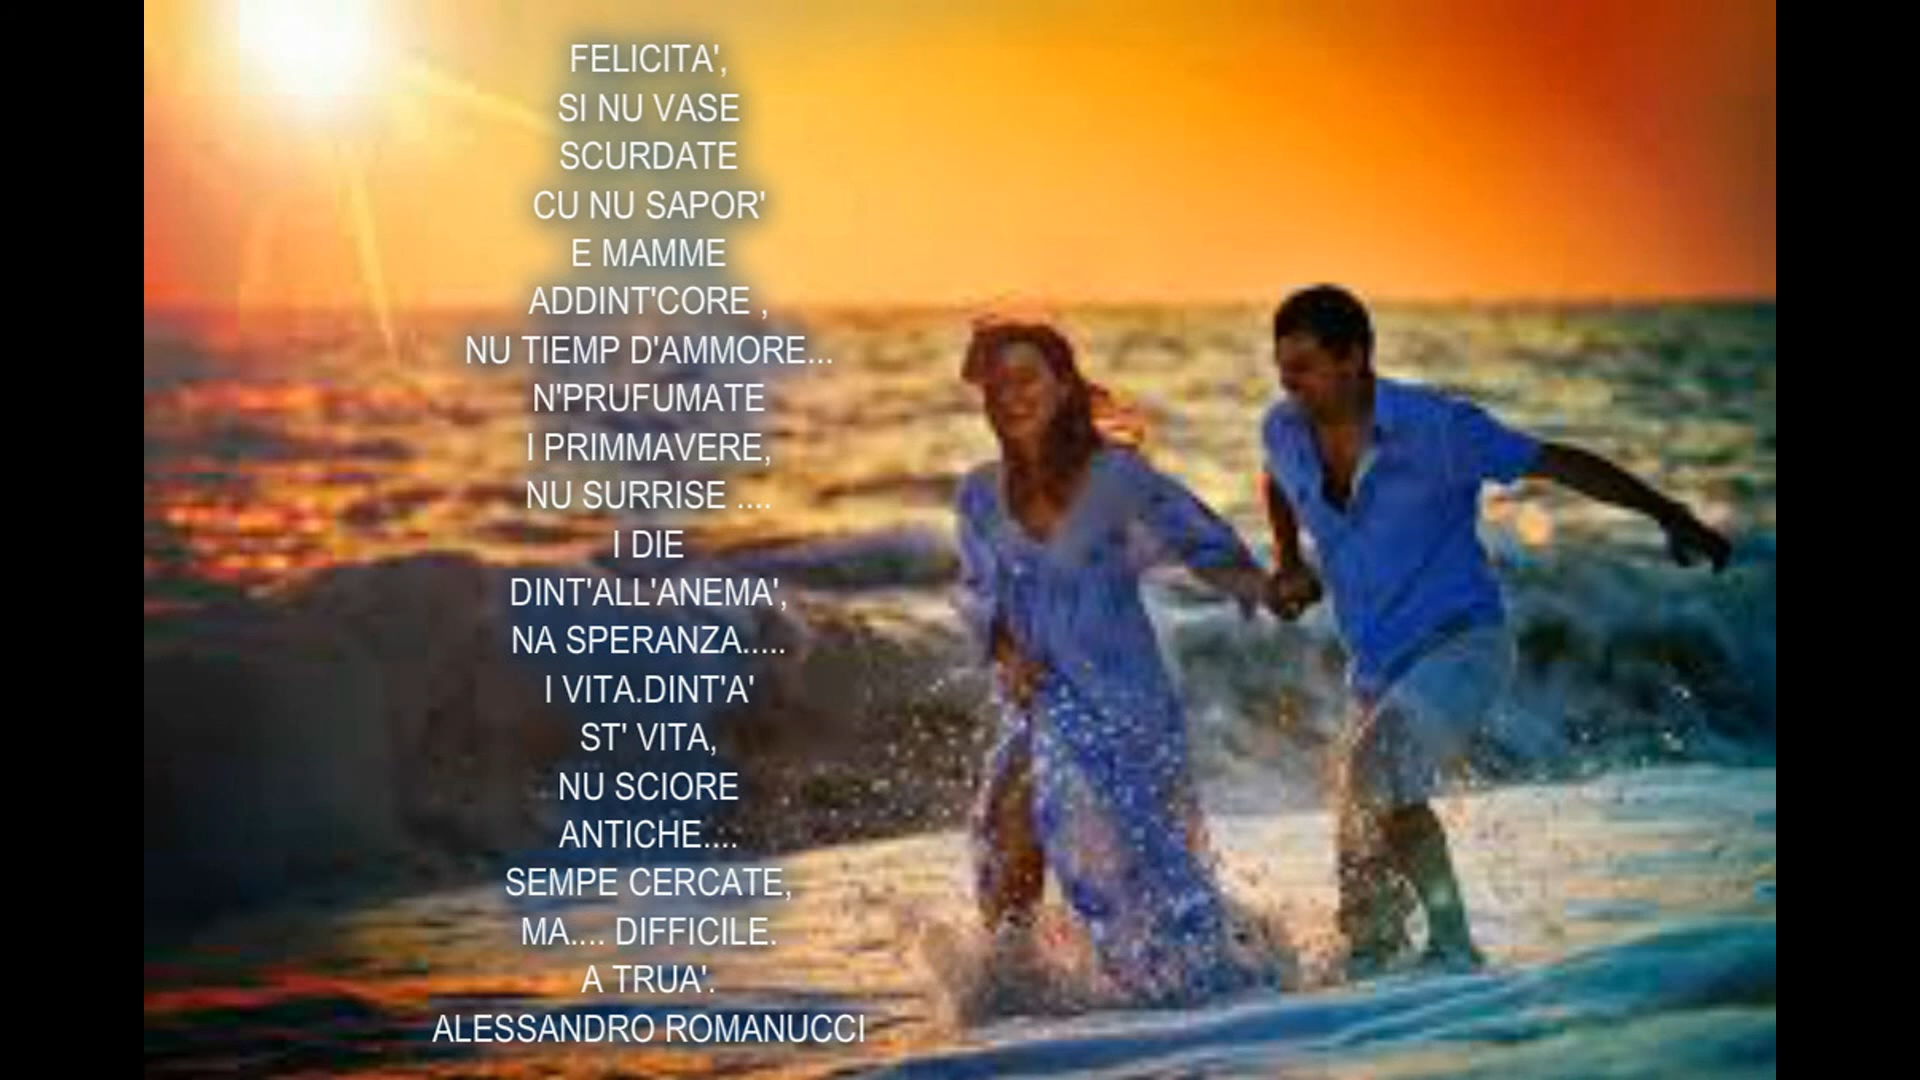 FELICITA',
SI NU VASE
SCURDATE
CU NU SAPOR'
E MAMME
ADDINT'CORE ,
NU TIEMP D'AMMORE...
N'PRUFUMATE
I PRIMMAVERE,
NU SURRISE ....
I DIE
DINT'ALL'ANEMA',
NA SPERANZA.....
I VITA.DINT'A'
ST' VITA,
NU SCIORE
ANTICHE....
SEMPE CERCATE,
MA.... DIFFICILE.
A TRUA'.
ALESSANDRO ROMANUCCI